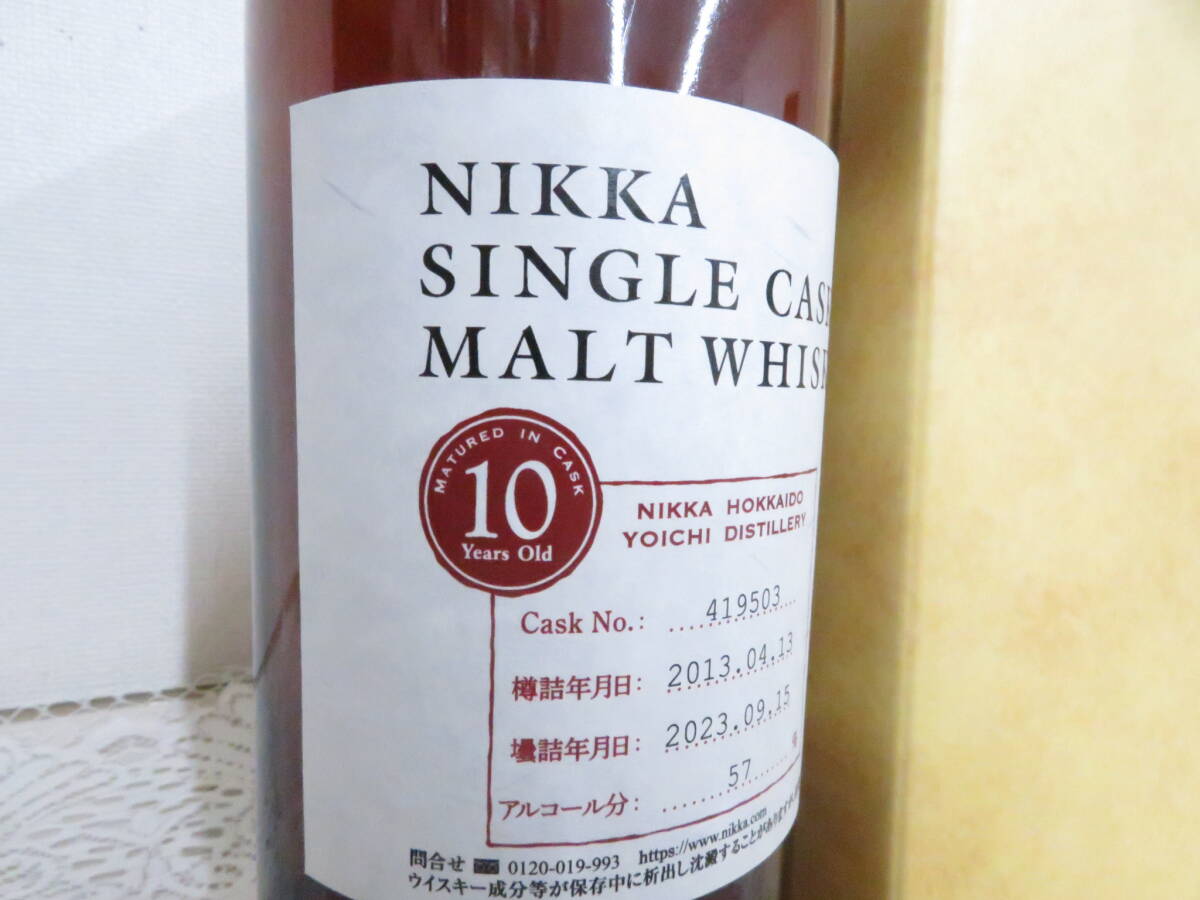 NIKKA
SINGLE CASK
MALT WHIS
MATURED IN CASK
10
Years Old
NIKKA HOKKAIDO
YOICHI DISTILLERY
Cask No.: 419503
樽詰年月日: 2013.04.13
壜詰年月日: 2023.09.15
アルコール分: 57 %
問合せ 0120-019-993 https://www.nikka.com
ウイスキー成分等が保存中に析出し沈澱することがあります